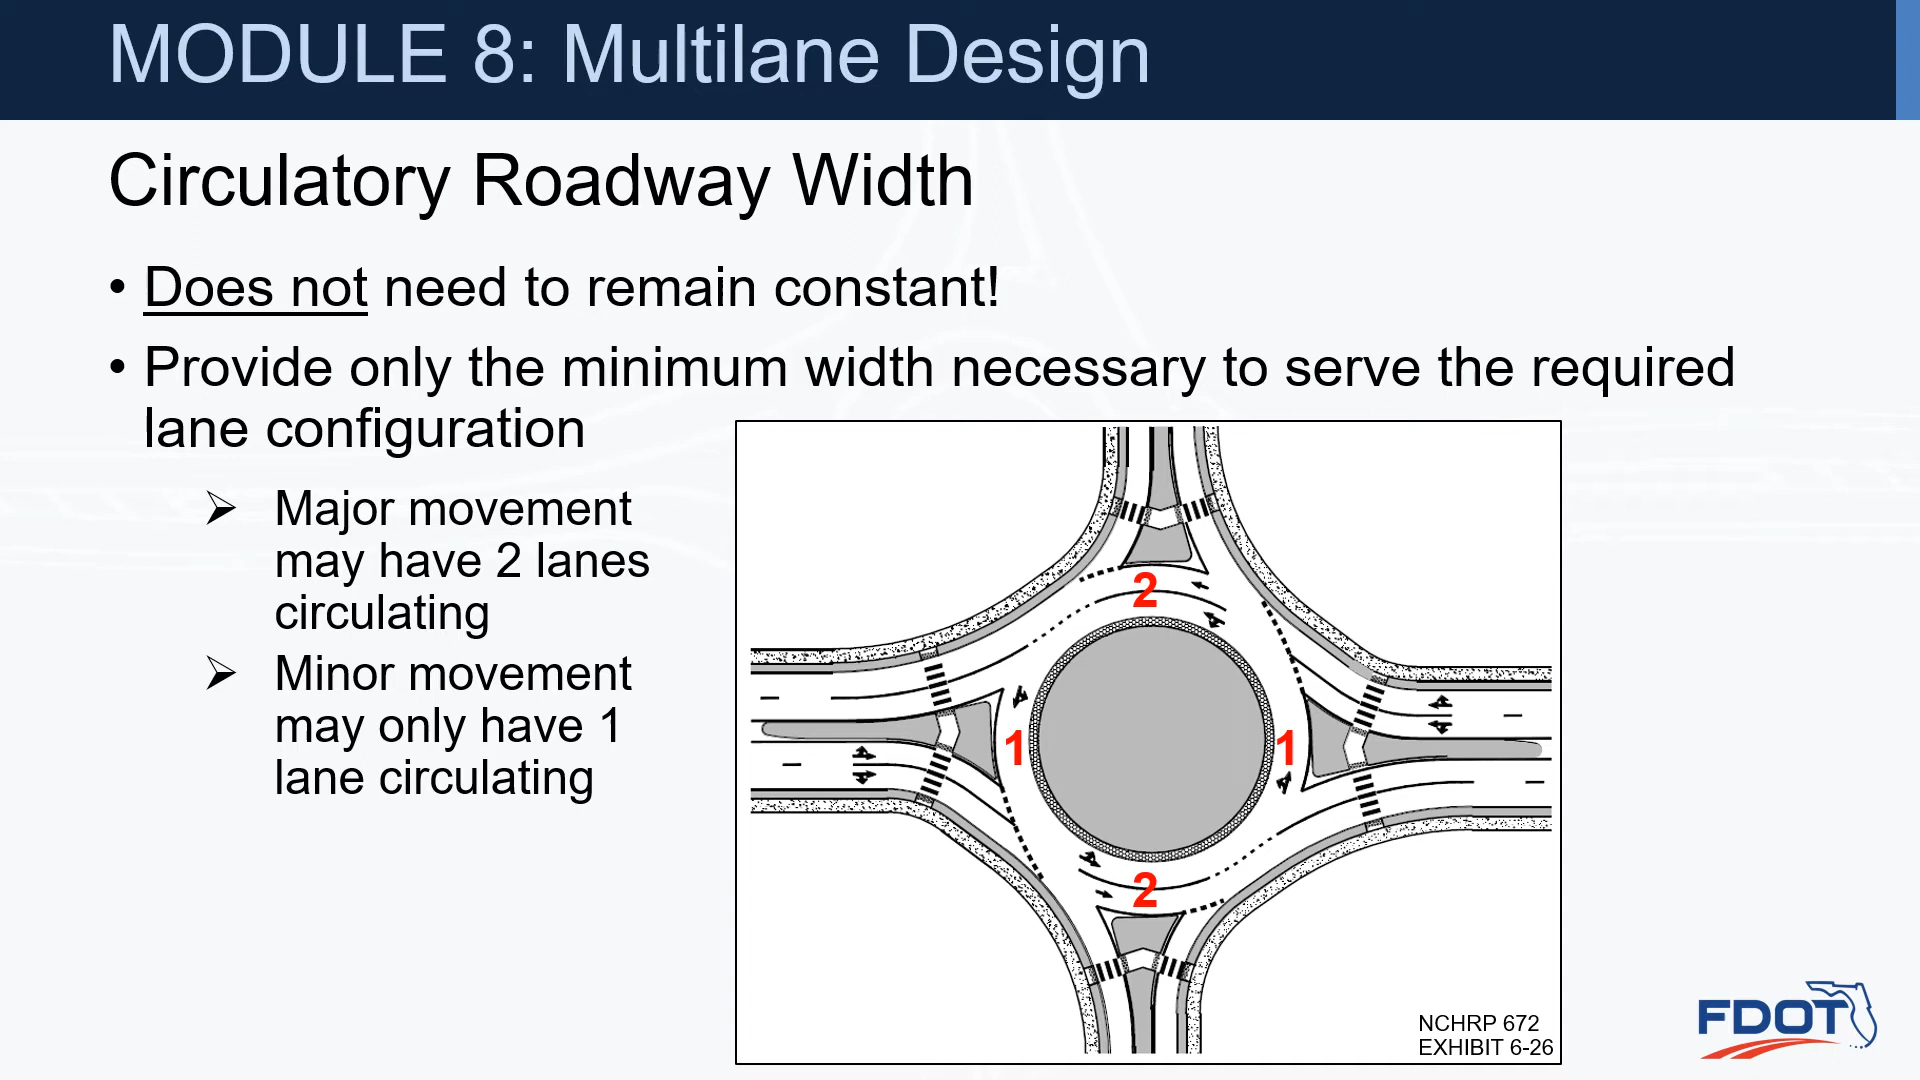 MODULE 8: Multilane Design
Circulatory Roadway Width
• Does not need to remain constant!
• Provide only the minimum width necessary to serve the required
lane configuration
➢ Major movement
may have 2 lanes
circulating
➢ Minor movement
may only have 1
lane circulating
2
1
1
2
NCHRP 672
EXHIBIT 6-26
FDOT